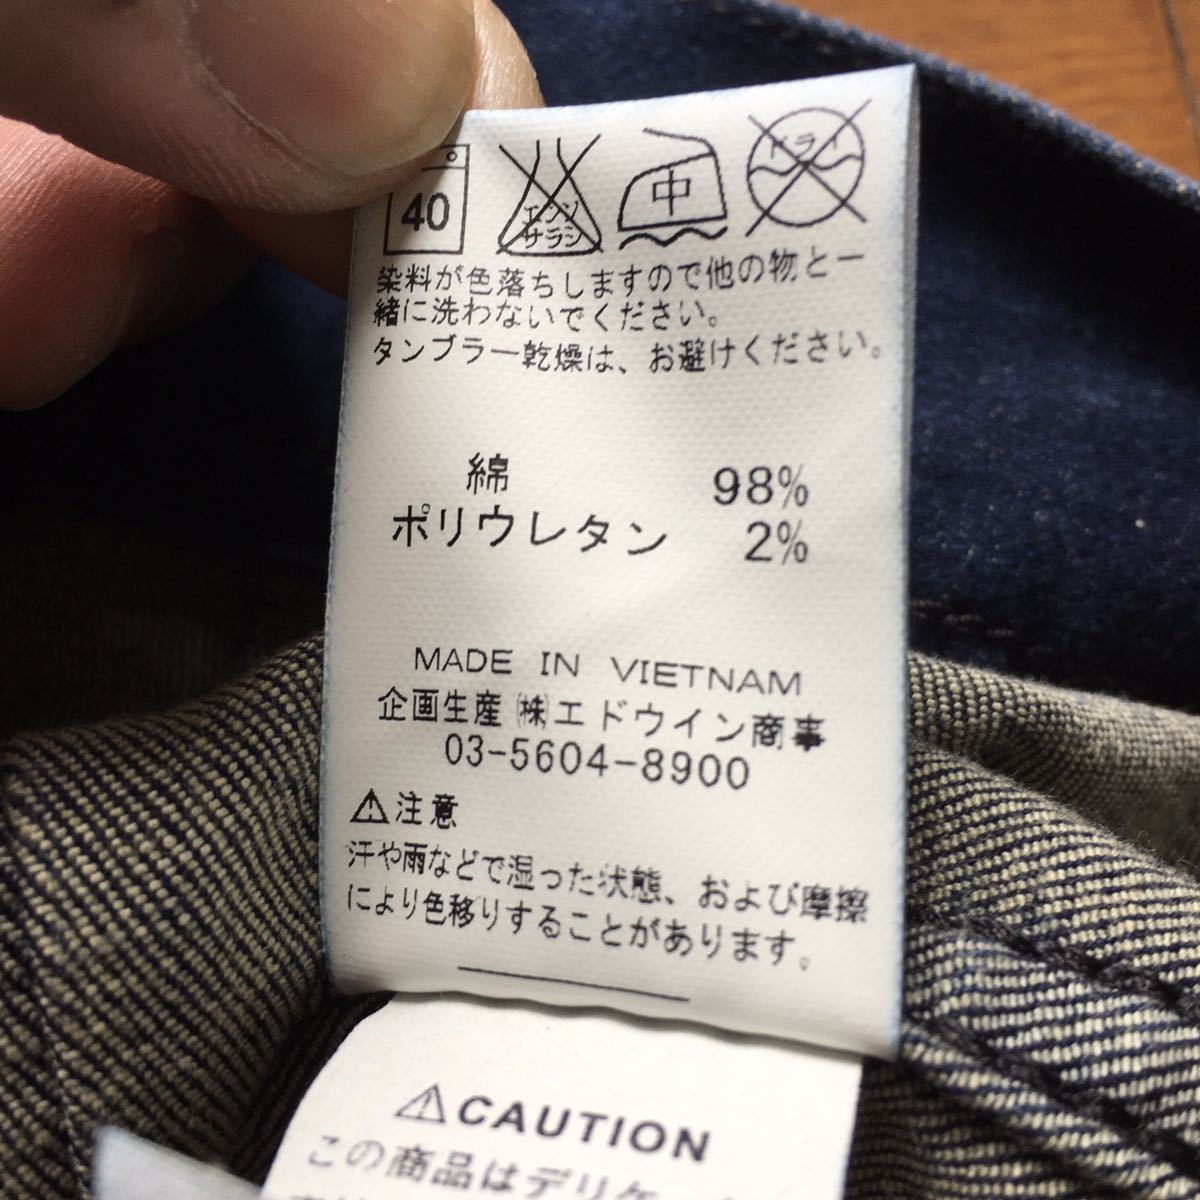 40 エンソ サラシ 中 ドライ
染料が色落ちしますので他の物と一
緒に洗わないでください。
タンブラー乾燥は、お避けください。
綿 98%
ポリウレタン 2%
MADE IN VIETNAM
企画生産 ㈱エドウイン商事
03-5604-8900
⚠注意
汗や雨などで湿った状態、および摩擦
により色移りすることがあります。
⚠CAUTION
この商品はデリケ